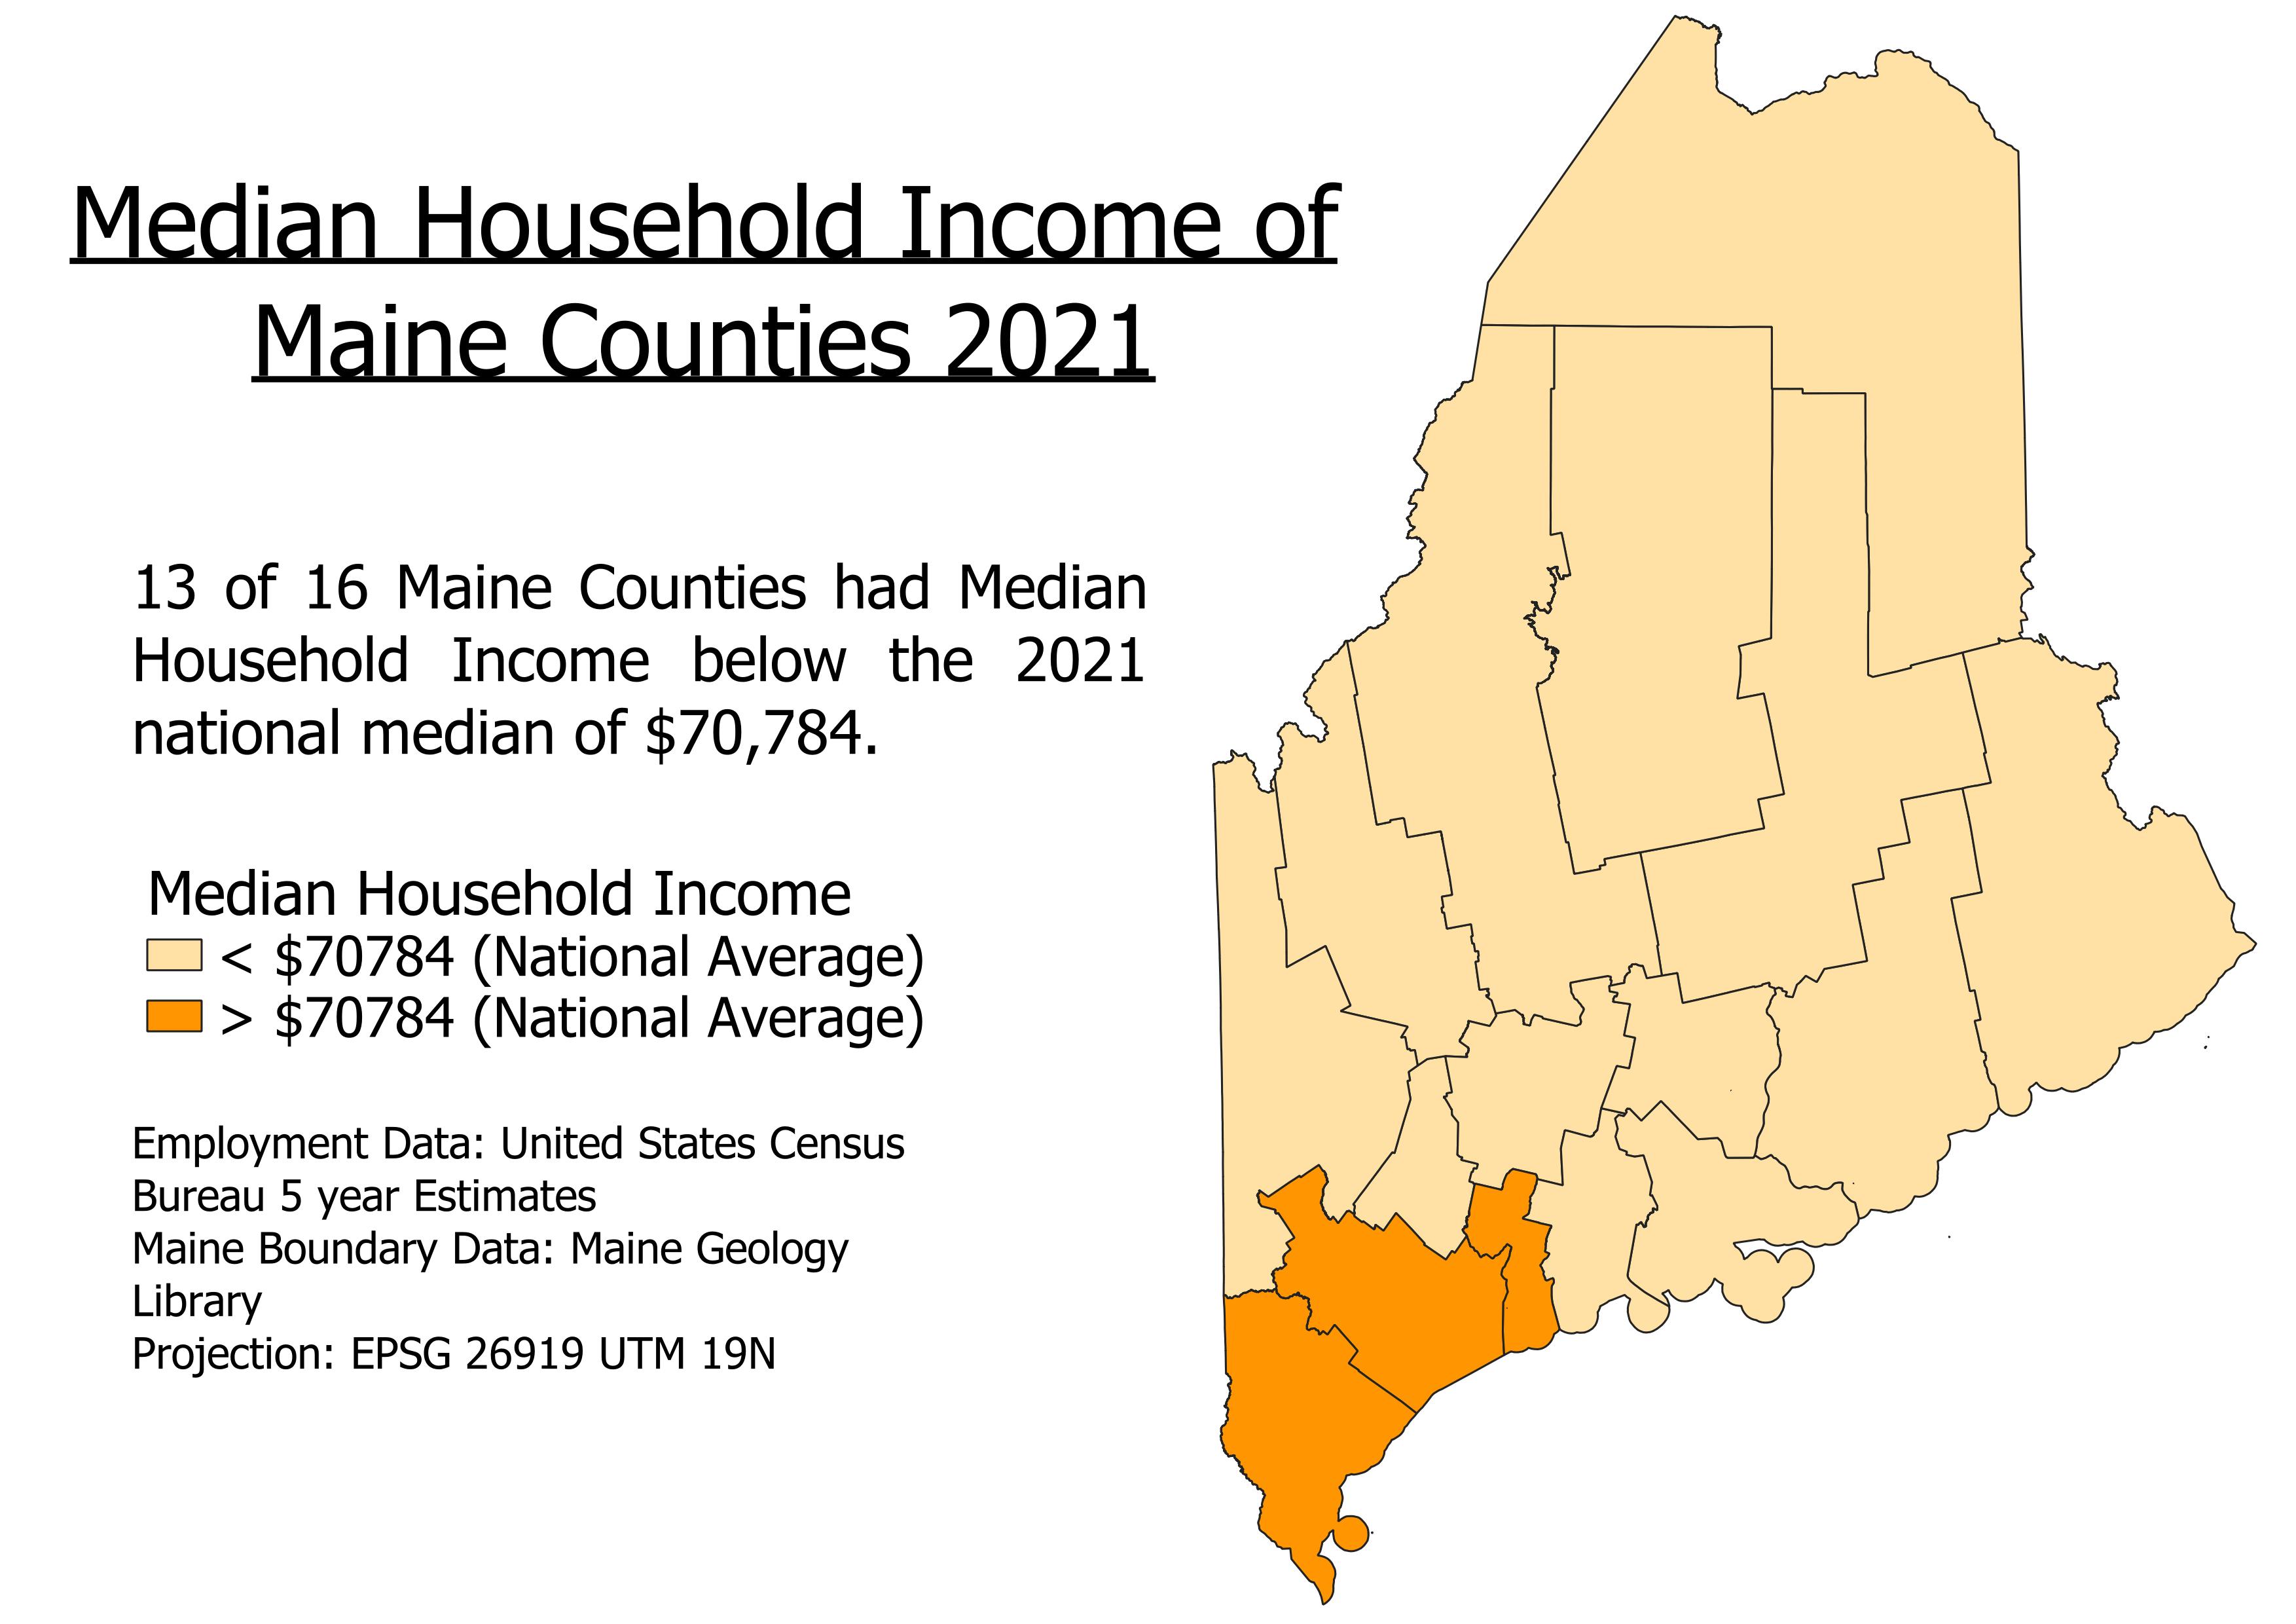 Median Household Income of
Maine Counties 2021
13 of 16 Maine Counties had Median
Household Income below the 2021
national median of $70,784.
Median Household Income
< $70784 (National Average)
> $70784 (National Average)
Employment Data: United States Census
Bureau 5 year Estimates
Maine Boundary Data: Maine Geology
Library
Projection: EPSG 26919 UTM 19N